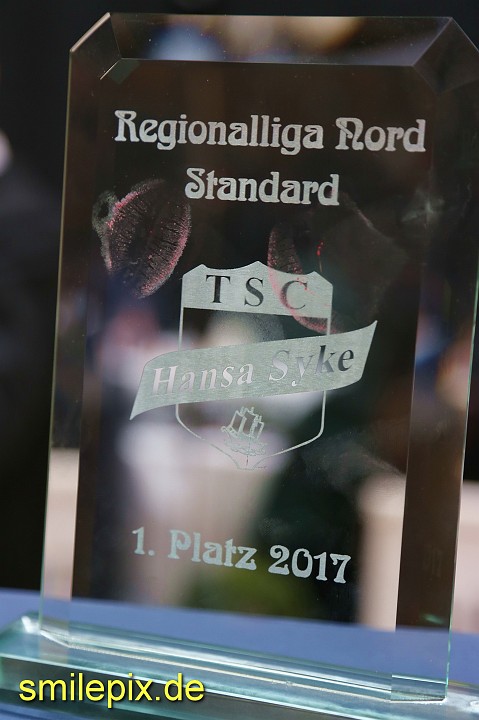 Regionalliga Nord
Standard
TSC
Hansa Syke
1. Platz 2017
smilepix.de